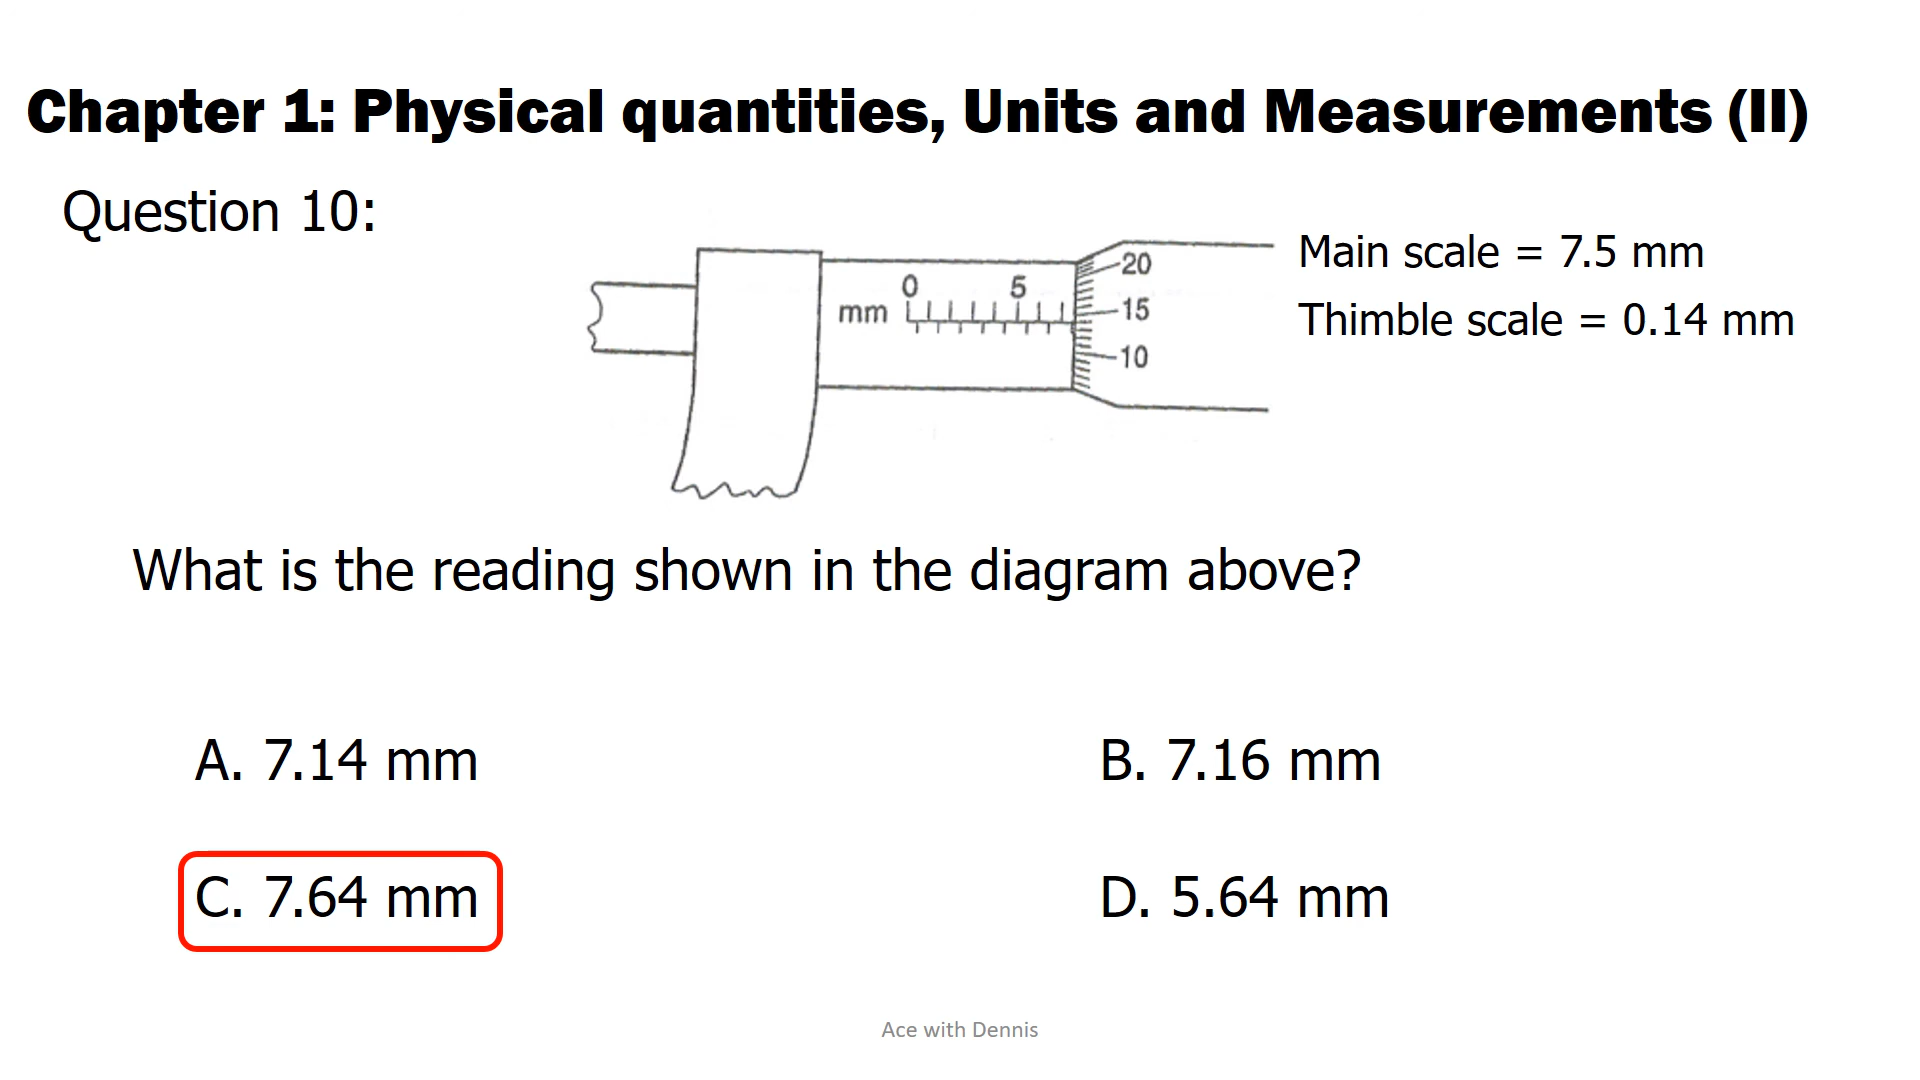 Chapter 1: Physical quantities, Units and Measurements (II)
Question 10:
Main scale = 7.5 mm
Thimble scale = 0.14 mm
0 5
mm
20
15
10
What is the reading shown in the diagram above?
A. 7.14 mm
B. 7.16 mm
C. 7.64 mm
D. 5.64 mm
Ace with Dennis